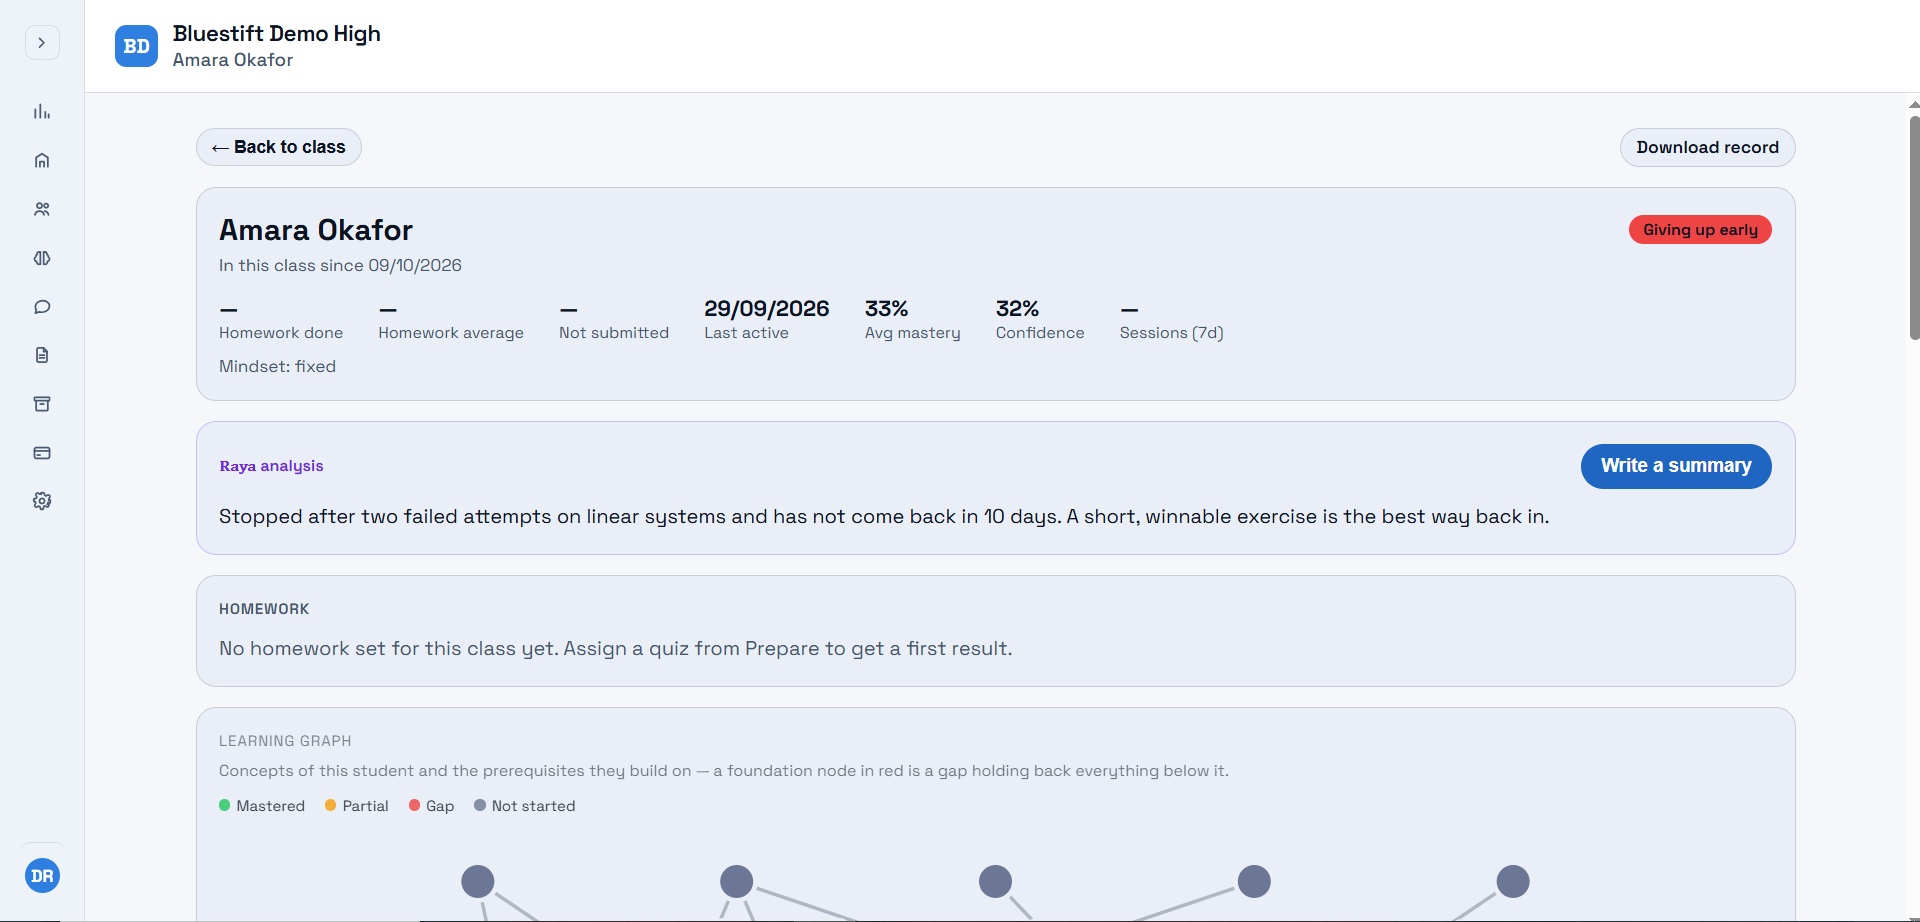 BD
Bluestift Demo High
Amara Okafor
← Back to class
Download record
Amara Okafor
Giving up early
In this class since 09/10/2026
— — — 29/09/2026 33% 32% —
Homework done Homework average Not submitted Last active Avg mastery Confidence Sessions (7d)
Mindset: fixed
Raya analysis
Write a summary
Stopped after two failed attempts on linear systems and has not come back in 10 days. A short, winnable exercise is the best way back in.
HOMEWORK
No homework set for this class yet. Assign a quiz from Prepare to get a first result.
LEARNING GRAPH
Concepts of this student and the prerequisites they build on — a foundation node in red is a gap holding back everything below it.
Mastered Partial Gap Not started
DR